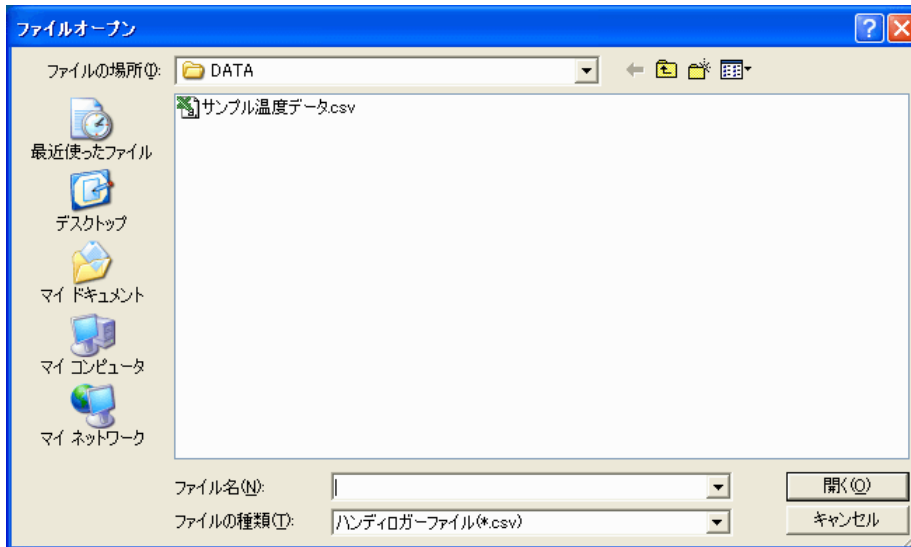 ファイルオープン
ファイルの場所(I):
DATA
サンプル温度データ.csv
最近使ったファイル
デスクトップ
マイ ドキュメント
マイ コンピュータ
マイ ネットワーク
ファイル名(N):
開く(O)
ファイルの種類(T):
ハンディロガーファイル(*.csv)
キャンセル